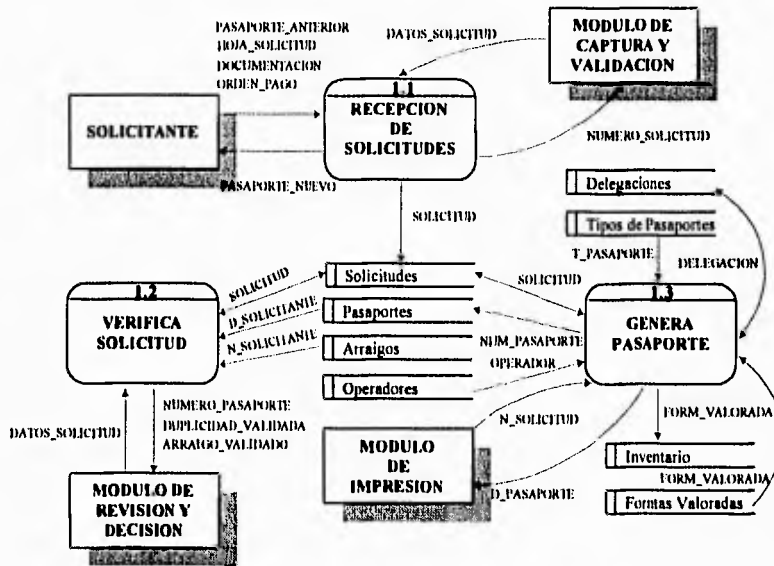 PASAPORTE_ANTERIOR
HOJA_SOLICITUD
DOCUMENTACION
ORDEN_PAGO
DATOS_SOLICITUD
MODULO DE
CAPTURA Y
VALIDACION
SOLICITANTE
1.1
RECEPCION
DE
SOLICITUDES
NUMERO_SOLICITUD
PASAPORTE_NUEVO
SOLICITUD
Delegaciones
Tipos de Pasaportes
T_PASAPORTE
DELEGACION
1.2
VERIFICA
SOLICITUD
SOLICITUD
D_SOLICITANTE
N_SOLICITANTE
Solicitudes
Pasaportes
Arraigos
Operadores
SOLICITUD
NUM_PASAPORTE
OPERADOR
1.3
GENERA
PASAPORTE
DATOS_SOLICITUD
NUMERO_PASAPORTE
DUPLICIDAD_VALIDADA
ARRAIGO_VALIDADO
MODULO DE
REVISION Y
DECISION
MODULO
DE
IMPRESION
N_SOLICITUD
D_PASAPORTE
FORM_VALORADA
Inventario
FORM_VALORADA
Formas Valoradas